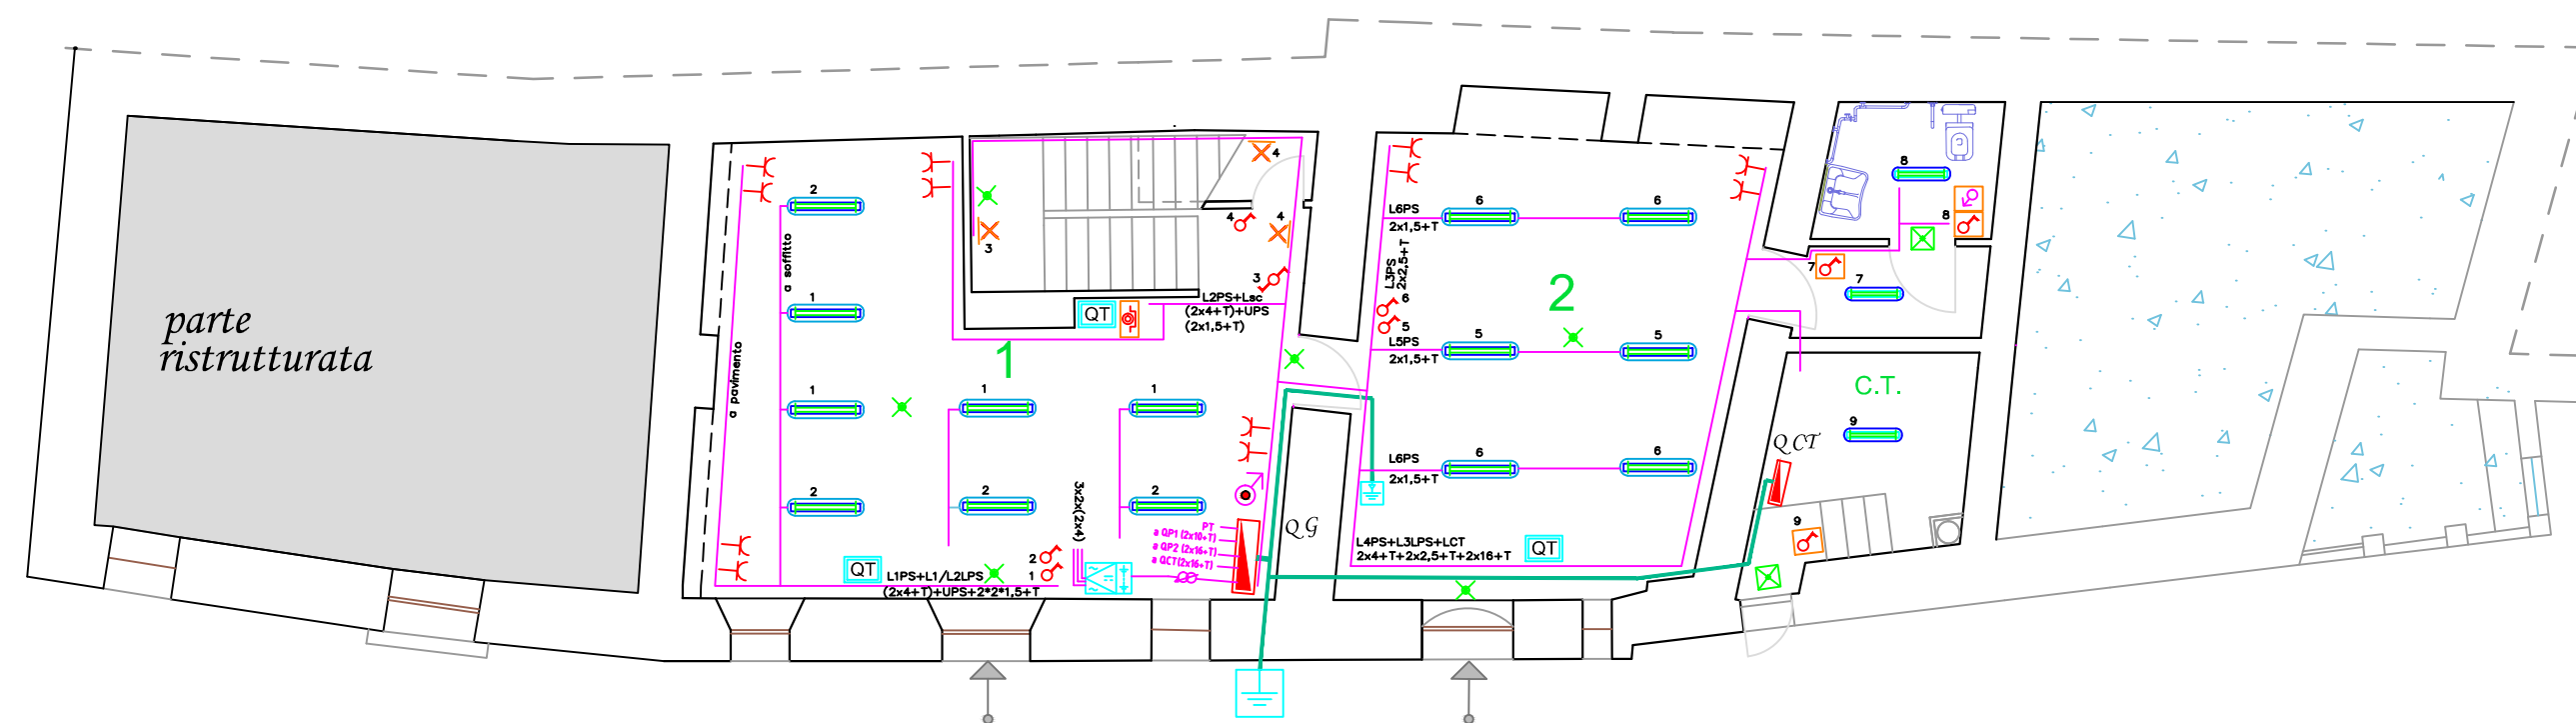 parte
ristrutturata
a soffitto
a pavimento
2
1
1
2
1
2
1
2
1
QT
L2PS+Lsc
(2x4+T)+UPS
(2x1,5+T)
4
4
4
3
3
QT
L1PS+L1/L2LPS
(2x4+T)+UPS+2*2*1,5+T
2
1
3x2x(2x4)
PT
a QP1 (2x10+T)
a QP2 (2x16+T)
a QCT(2x16+T)
QG
L6PS
2x1,5+T
L3PS
2x2,5+T
6
5
L5PS
2x1,5+T
L6PS
2x1,5+T
6
6
2
5
5
6
6
L4PS+L3LPS+LCT
2x4+T+2x2,5+T+2x16+T
QT
8
8
7
7
C.T.
9
QCT
9